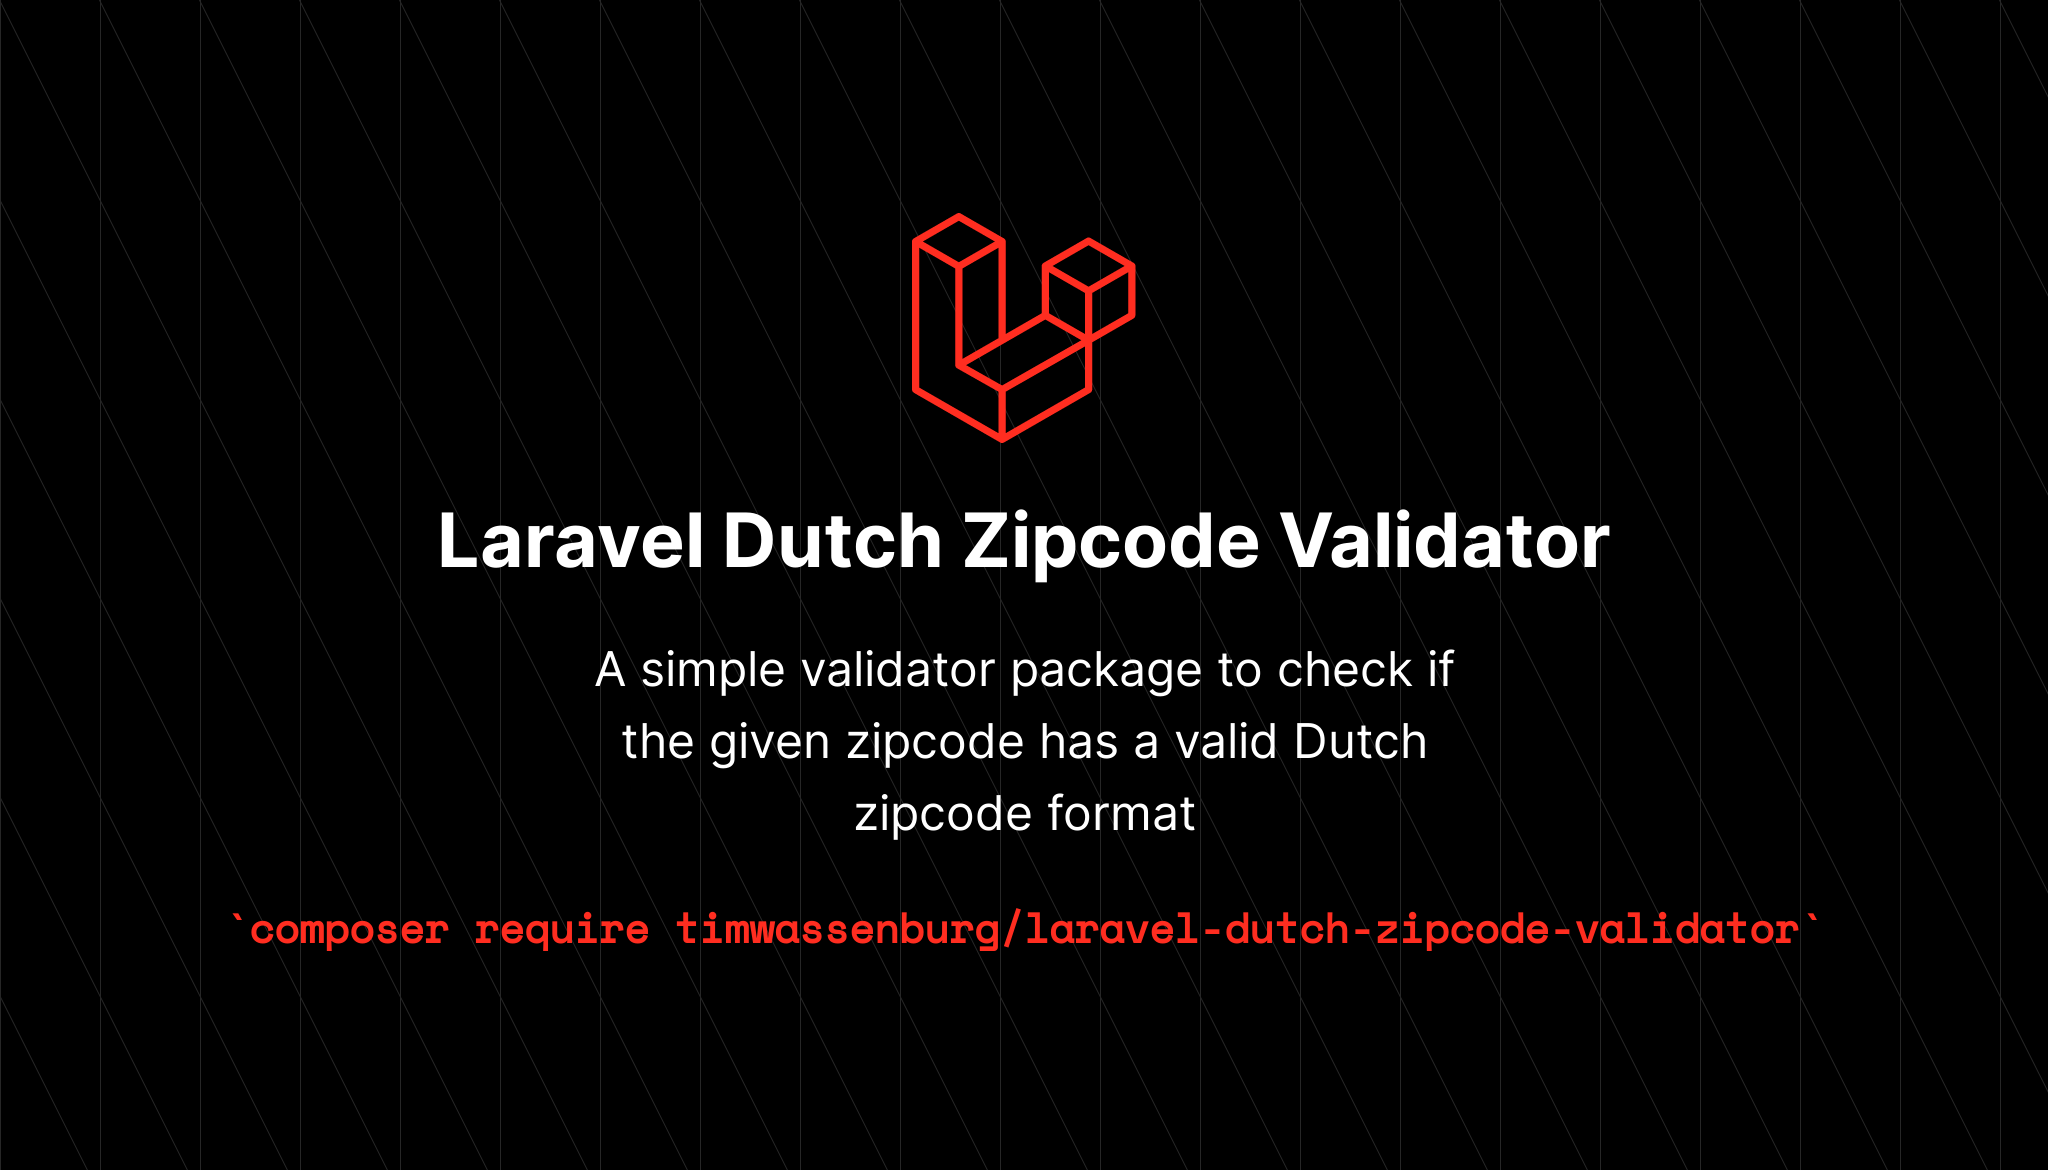 Laravel Dutch Zipcode Validator
A simple validator package to check if
the given zipcode has a valid Dutch
zipcode format
`composer require timwassenburg/laravel-dutch-zipcode-validator`